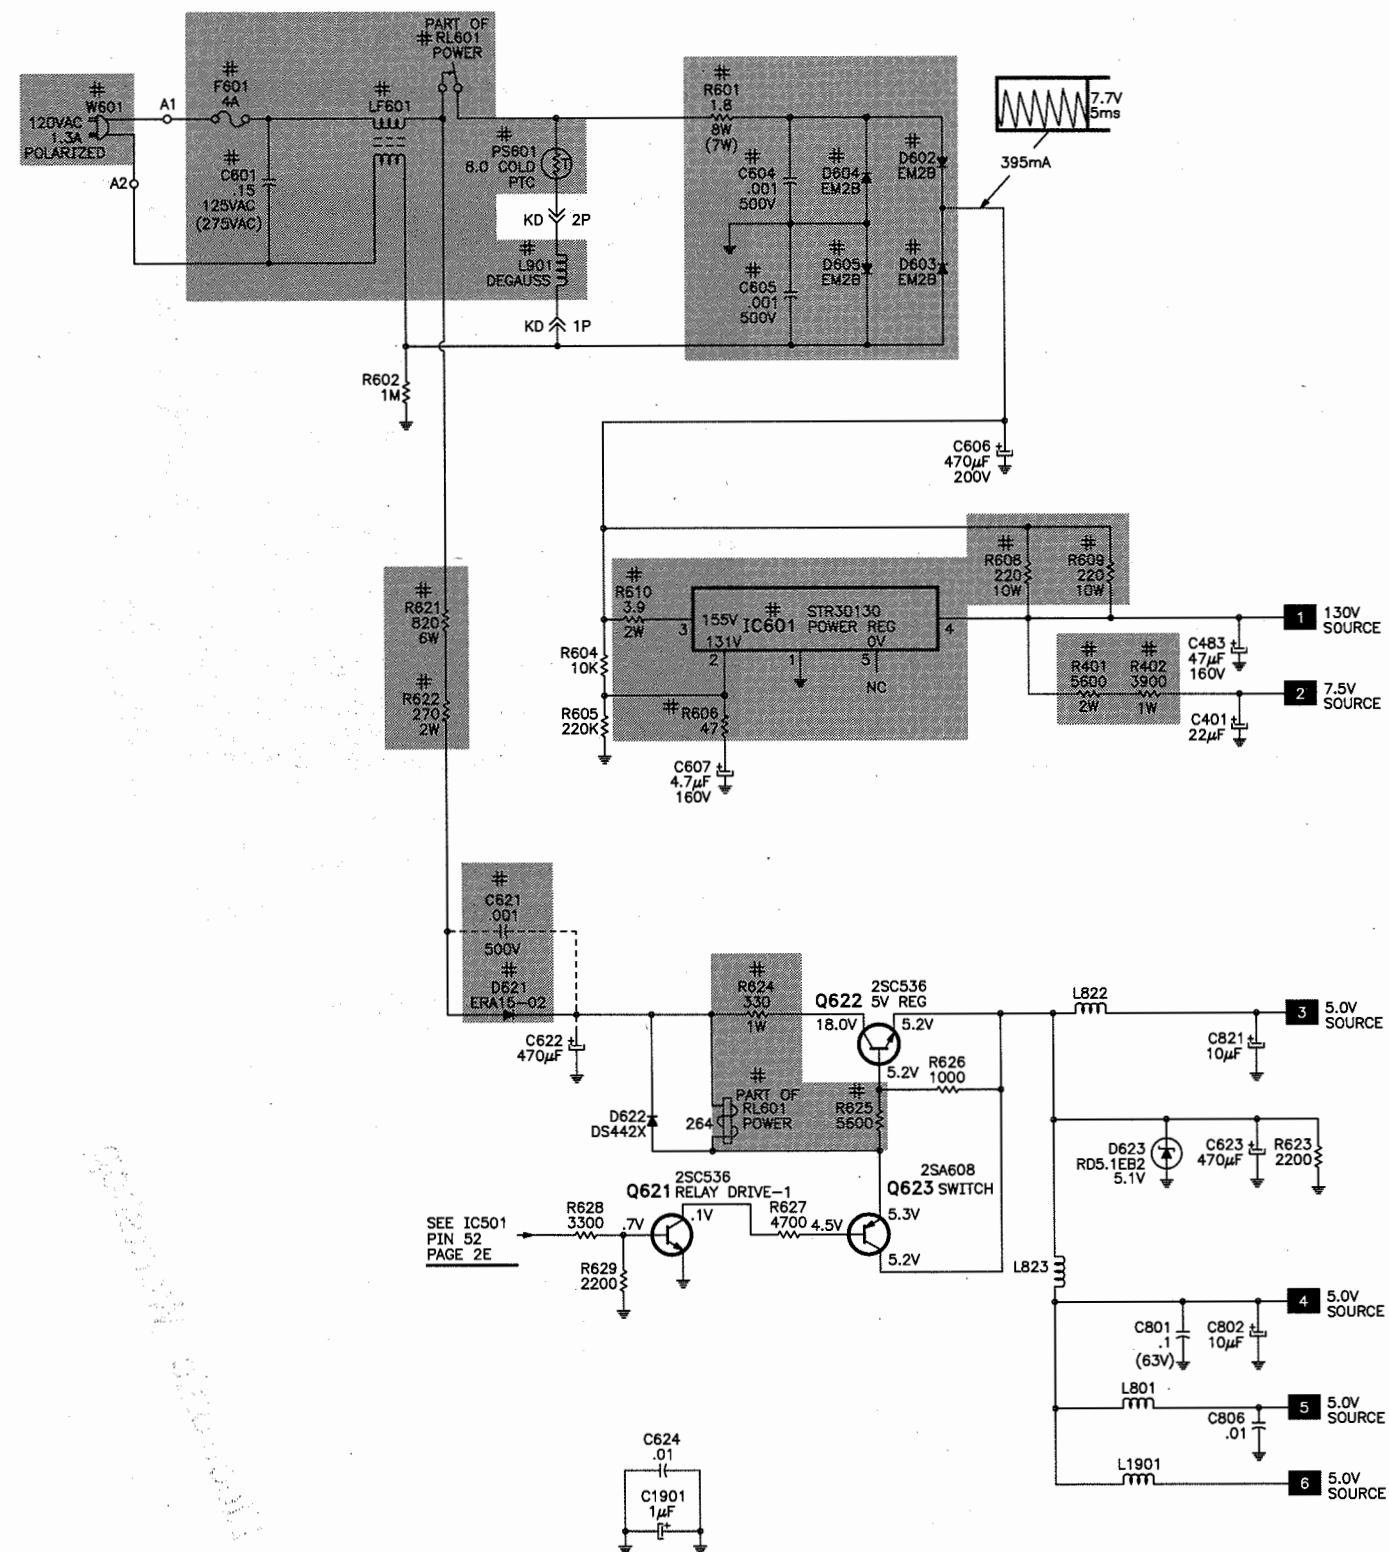 PART OF
# RL601
POWER
#
F601
4A
#
LF601
#
W601
120VAC
1.3A
POLARIZED
A1
A2
#
C601
.15
125VAC
(275VAC)
#
PS601
8.0 COLD
PTC
T
KD 2P
#
L901
DEGAUSS
KD 1P
R602
1M
#
R601
1.8
8W
(7W)
#
C604
.001
500V
#
D604
EM2B
#
D602
EM2B
#
C605
.001
500V
#
D605
EM2B
#
D603
EM2B
7.7V
5ms
395mA
C606 +
470µF
200V
#
R608
220
10W
#
R609
220
10W
#
R610
3.9
2W
3
155V
131V
2
#
IC601
STR30130
POWER REG
0V
1
5
4
NC
R604
10K
R605
220K
# R606
47
C607 +
4.7µF
160V
1 130V
SOURCE
C483 +
47µF
160V
#
R401
5600
2W
#
R402
3900
1W
2 7.5V
SOURCE
C401 +
22µF
#
R621
820
6W
#
R622
270
2W
#
C621
.001
500V
#
D621
ERA15-02
C622 +
470µF
#
R624
330
1W
Q622
2SC536
5V REG
18.0V
5.2V
5.2V
R626
1000
L822
3 5.0V
SOURCE
C821 +
10µF
D622
DS442X
264
#
PART OF
RL601
POWER
#
R625
5600
D623
RD5.1EB2
5.1V
C623 +
470µF
R623
2200
2SC536
Q621 RELAY DRIVE-1
2SA608
Q623 SWITCH
SEE IC501
PIN 52
PAGE 2E
R628
3300
.7V
.1V
R627
4700
4.5V
5.3V
5.2V
R629
2200
L823
4 5.0V
SOURCE
C801
.1
(63V)
C802 +
10µF
L801
5 5.0V
SOURCE
C806
.01
L1901
6 5.0V
SOURCE
C624
.01
C1901
1µF
+